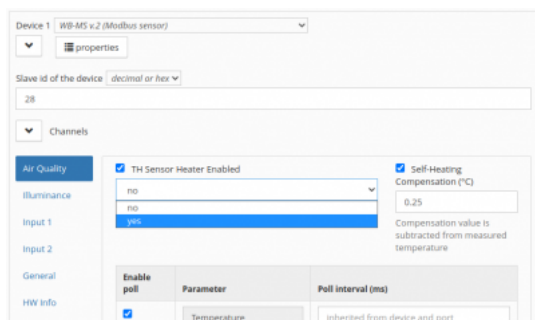 Device 1 WB-MS v.2 (Modbus sensor)
properties
Slave id of the device decimal or hex
28
Channels
Air Quality
Illuminance
Input 1
Input 2
General
HW Info
TH Sensor Heater Enabled
no
no
yes
Self-Heating
Compensation (°C)
0.25
Compensation value is
subtracted from measured
temperature
Enable
poll
Parameter
Poll interval (ms)
Temperature
Inherited from device and port